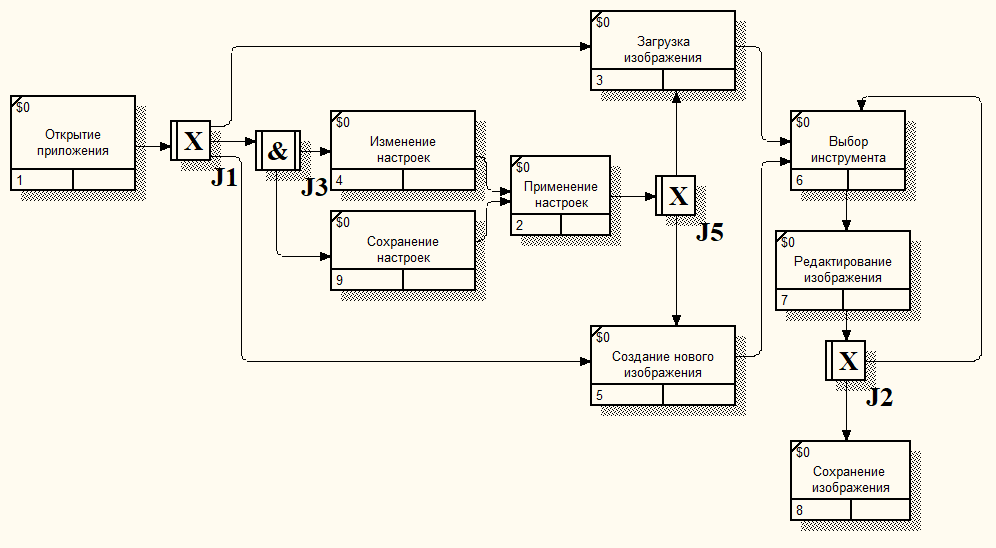 $0
Открытие
приложения
1
X
J1
&
J3
$0
Изменение
настроек
4
$0
Сохранение
настроек
9
$0
Применение
настроек
2
X
J5
$0
Загрузка
изображения
3
$0
Создание нового
изображения
5
$0
Выбор
инструмента
6
$0
Редактирование
изображения
7
X
J2
$0
Сохранение
изображения
8